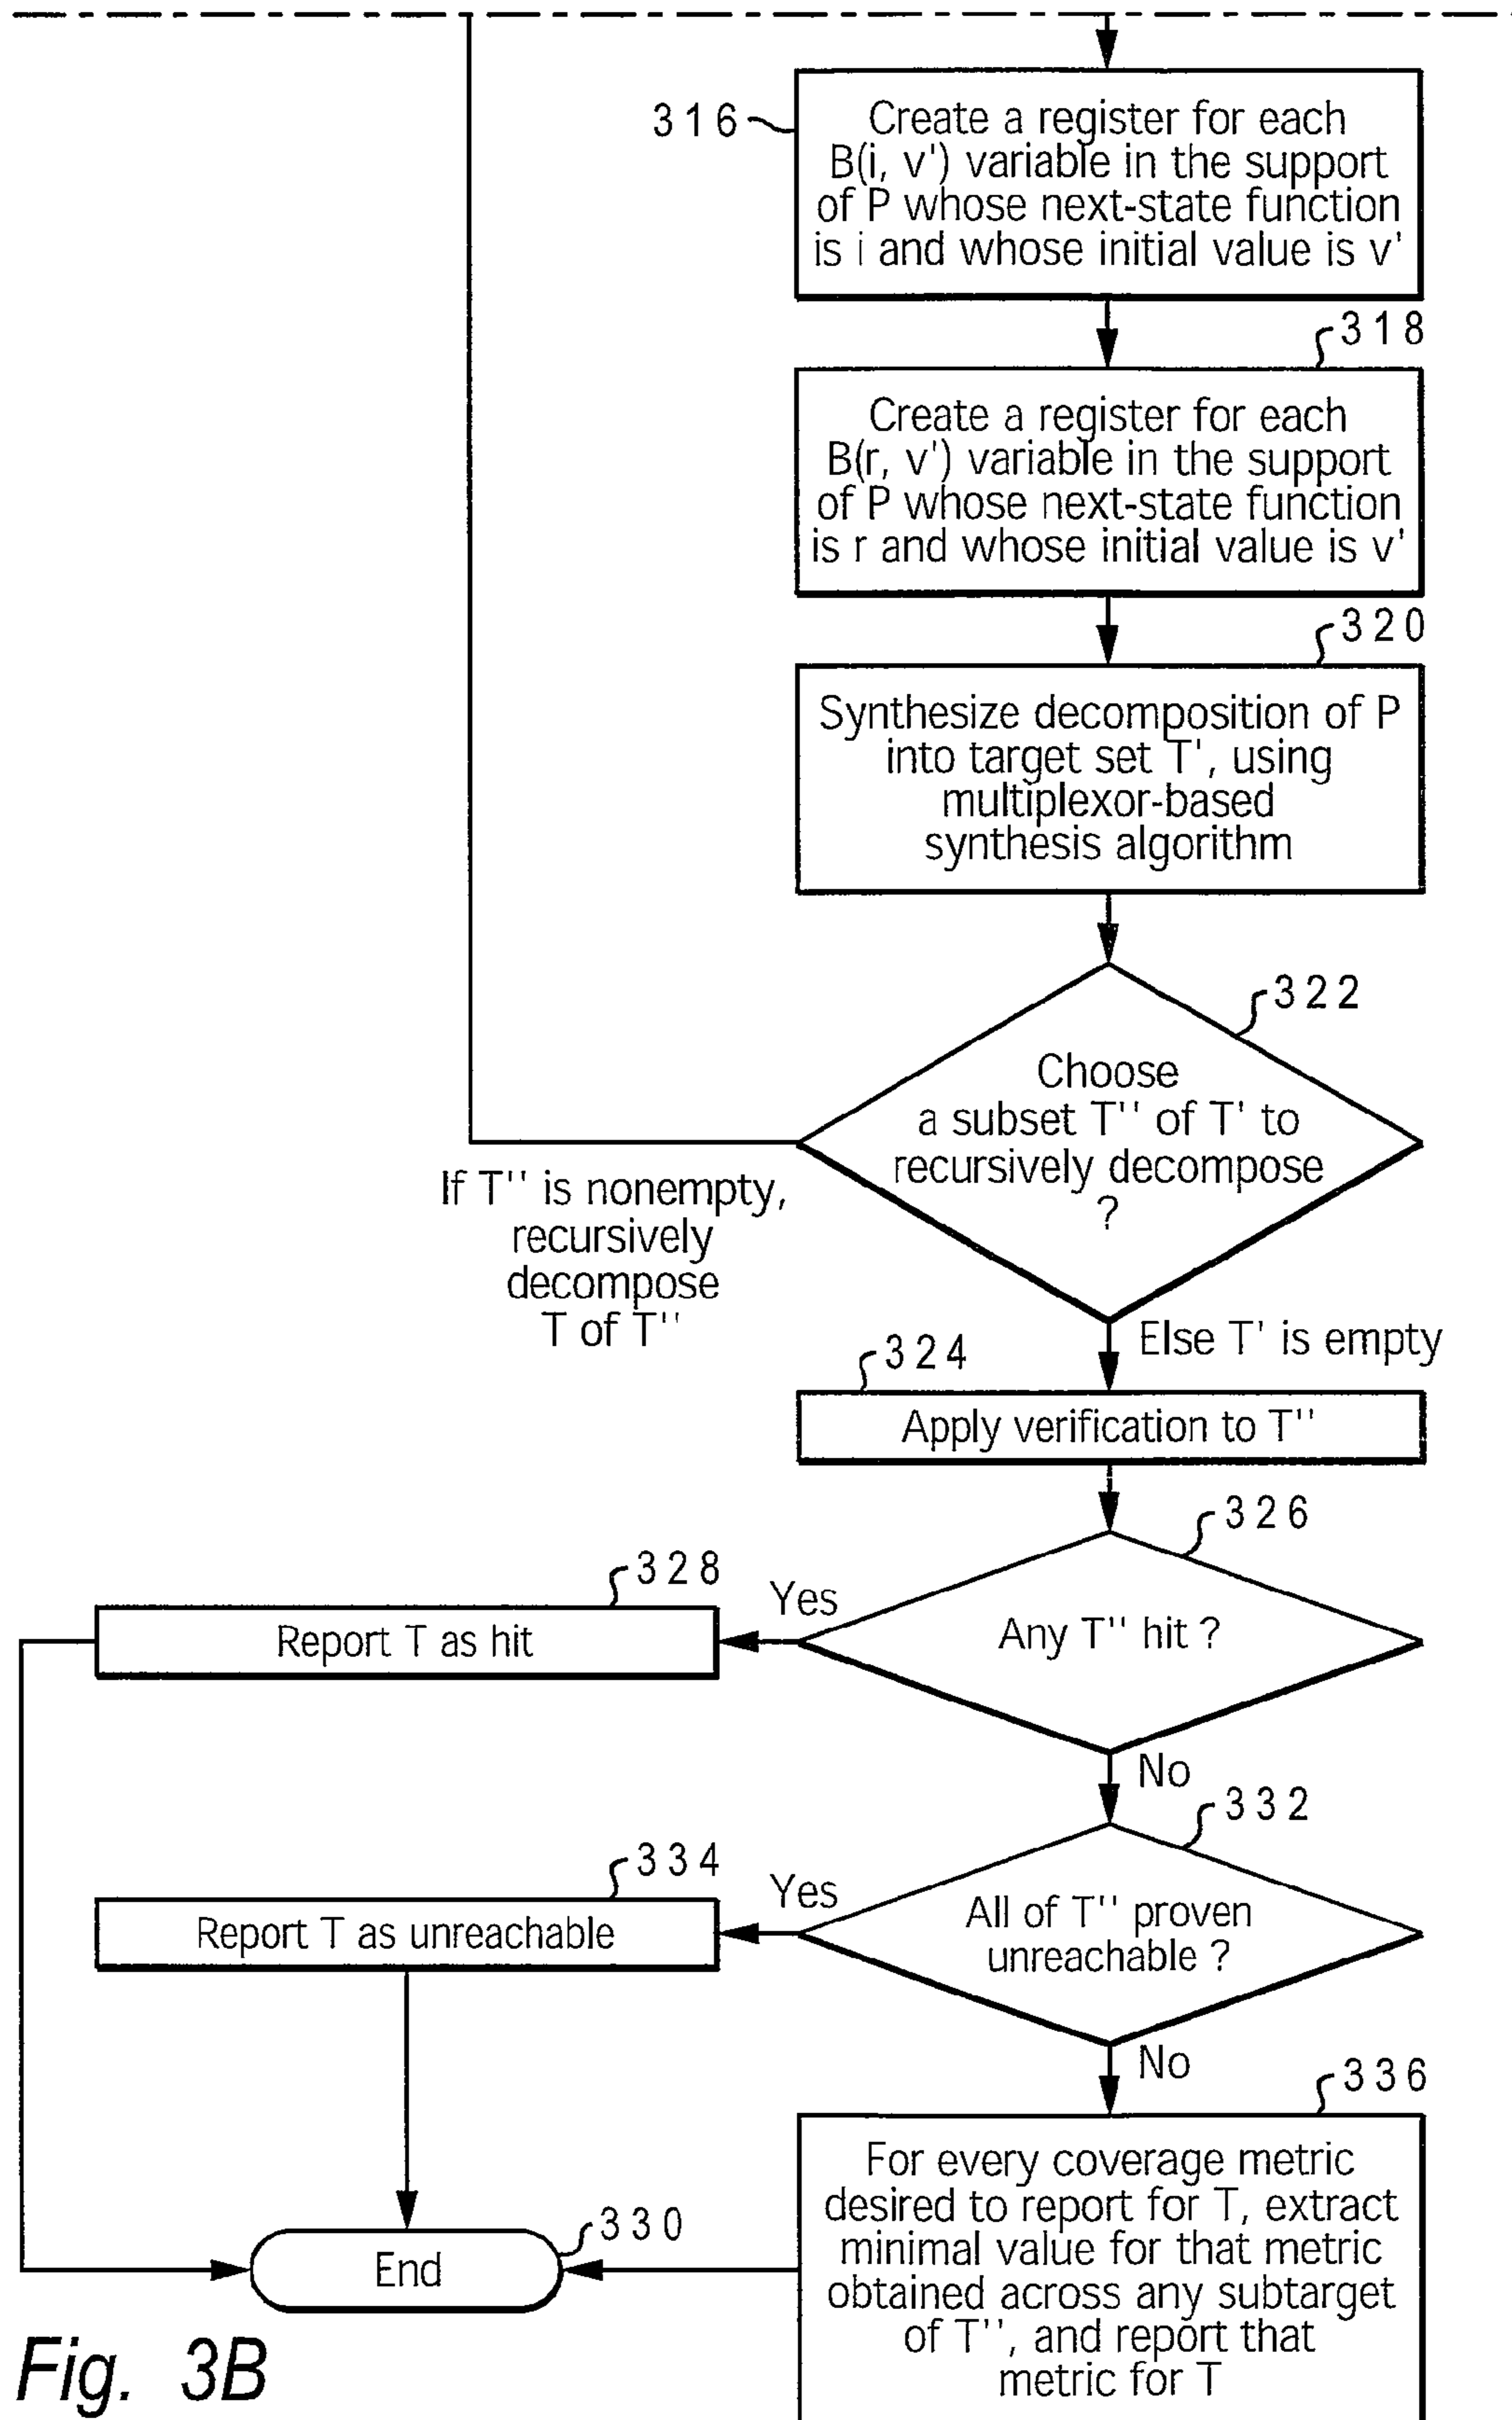 316
Create a register for each
B(i, v') variable in the support
of P whose next-state function
is i and whose initial value is v'
318
Create a register for each
B(r, v') variable in the support
of P whose next-state function
is r and whose initial value is v'
320
Synthesize decomposition of P
into target set T', using
multiplexor-based
synthesis algorithm
322
Choose
a subset T'' of T' to
recursively decompose
?
If T'' is nonempty,
recursively
decompose
T of T''
Else T' is empty
324
Apply verification to T''
326
Any T'' hit ?
Yes
328
Report T as hit
No
332
All of T'' proven
unreachable ?
Yes
334
Report T as unreachable
No
336
For every coverage metric
desired to report for T, extract
minimal value for that metric
obtained across any subtarget
of T'', and report that
metric for T
330
End
Fig. 3B